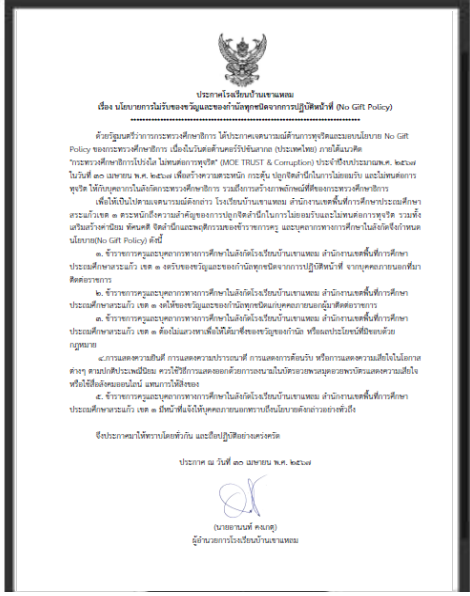 ประกาศโรงเรียนบ้านเขาแหลม
เรื่อง นโยบายการไม่รับของขวัญและของกำนัลทุกชนิดจากการปฏิบัติหน้าที่ (No Gift Policy)
ด้วยรัฐมนตรีว่าการกระทรวงศึกษาธิการ ได้ประกาศเจตนารมณ์ด้านการทุจริตและมอบนโยบาย No Gift
Policy ของกระทรวงศึกษาธิการ เนื่องในวันต่อต้านคอร์รัปชันสากล (ประเทศไทย) ภายใต้แนวคิด
"กระทรวงศึกษาธิการโปร่งใส ไม่ทนต่อการทุจริต" (MOE TRUST & Corruption) ประจำปีงบประมาณพ.ศ. ๒๕๖๗
ในวันที่ ๓๐ เมษายน พ.ศ. ๒๕๖๗ เพื่อสร้างความตระหนัก กระตุ้น ปลูกจิตสำนึกในการไม่ยอมรับ และไม่ทนต่อการ
ทุจริต ให้กับบุคลากรในสังกัดกระทรวงศึกษาธิการ รวมถึงการสร้างภาพลักษณ์ที่ดีของกระทรวงศึกษาธิการ
เพื่อให้เป็นไปตามเจตนารมณ์ดังกล่าว โรงเรียนบ้านเขาแหลม สำนักงานเขตพื้นที่การศึกษาประถมศึกษา
สระแก้วเขต ๑ ตระหนักถึงความสำคัญของการปลูกจิตสำนึกในการไม่ยอมรับและไม่ทนต่อการทุจริต รวมทั้ง
เสริมสร้างค่านิยม ทัศนคติ จิตสำนึกและพฤติกรรมของข้าราชการครู และบุคลากรทางการศึกษาในสังกัดจึงกำหนด
นโยบาย(No Gift Policy) ดังนี้
๑. ข้าราชการครูและบุคลากรทางการศึกษาในสังกัดโรงเรียนบ้านเขาแหลม สำนักงานเขตพื้นที่การศึกษา
ประถมศึกษาสระแก้ว เขต ๑ งดรับของขวัญและของกำนัลทุกชนิดจากการปฏิบัติหน้าที่ จากบุคคลภายนอกที่มา
ติดต่อราชการ
๒. ข้าราชการครูและบุคลากรทางการศึกษาในสังกัดโรงเรียนบ้านเขาแหลม สำนักงานเขตพื้นที่การศึกษา
ประถมศึกษาสระแก้ว เขต ๑ งดให้ของขวัญและของกำนัลทุกชนิดแก่บุคคลภายนอกผู้มาติดต่อราชการ
๓. ข้าราชการครูและบุคลากรทางการศึกษาในสังกัดโรงเรียนบ้านเขาแหลม สำนักงานเขตพื้นที่การศึกษา
ประถมศึกษาสระแก้ว เขต ๑ ต้องไม่แสวงหาเพื่อให้ได้มาซึ่งของขวัญของกำนัล หรือผลประโยชน์ที่มิชอบด้วย
กฎหมาย
๔.การแสดงความยินดี การแสดงความปรารถนาดี การแสดงการต้อนรับ หรือการแสดงความเสียใจในโอกาส
ต่างๆ ตามปกติประเพณีนิยม ควรใช้วิธีการแสดงออกด้วยการลงนามในบัตรอวยพรสมุดอวยพรบัตรแสดงความเสียใจ
หรือใช้สื่อสังคมออนไลน์ แทนการให้สิ่งของ
๕. ข้าราชการครูและบุคลากรทางการศึกษาในสังกัดโรงเรียนบ้านเขาแหลม สำนักงานเขตพื้นที่การศึกษา
ประถมศึกษาสระแก้ว เขต ๑ มีหน้าที่แจ้งให้บุคคลภายนอกทราบถึงนโยบายดังกล่าวอย่างทั่วถึง
จึงประกาศมาให้ทราบโดยทั่วกัน และถือปฏิบัติอย่างเคร่งครัด
ประกาศ ณ วันที่ ๓๐ เมษายน พ.ศ. ๒๕๖๗
(นายอานนท์ คงเกตุ)
ผู้อำนวยการโรงเรียนบ้านเขาแหลม